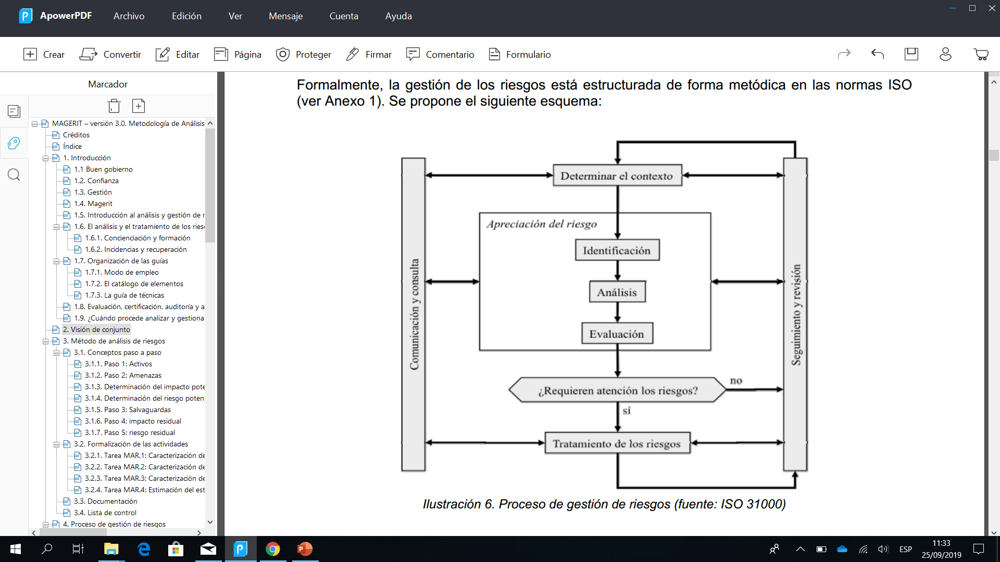 ApowerPDF
Archivo
Edición
Ver
Mensaje
Cuenta
Ayuda
Crear
Convertir
Editar
Página
Proteger
Firmar
Comentario
Formulario
Marcador
MAGERIT – versión 3.0. Metodología de Análisis
Créditos
Índice
1. Introducción
1.1 Buen gobierno
1.2. Confianza
1.3. Gestión
1.4. Magerit
1.5. Introducción al análisis y gestión de r
1.6. El análisis y el tratamiento de los ries
1.6.1. Concienciación y formación
1.6.2. Incidencias y recuperación
1.7. Organización de las guías
1.7.1. Modo de empleo
1.7.2. El catálogo de elementos
1.7.3. La guía de técnicas
1.8. Evaluación, certificación, auditoría y a
1.9. ¿Cuándo procede analizar y gestiona
2. Visión de conjunto
3. Método de análisis de riesgos
3.1. Conceptos paso a paso
3.1.1. Paso 1: Activos
3.1.2. Paso 2: Amenazas
3.1.3. Determinación del impacto pote
3.1.4. Determinación del riesgo poten
3.1.5. Paso 3: Salvaguardas
3.1.6. Paso 4: impacto residual
3.1.7. Paso 5: riesgo residual
3.2. Formalización de las actividades
3.2.1. Tarea MAR.1: Caracterización de
3.2.2. Tarea MAR.2: Caracterización de
3.2.3. Tarea MAR.3: Caracterización de
3.2.4. Tarea MAR.4: Estimación del est
3.3. Documentación
3.4. Lista de control
4. Proceso de gestión de riesgos
Formalmente, la gestión de los riesgos está estructurada de forma metódica en las normas ISO
(ver Anexo 1). Se propone el siguiente esquema:
Determinar el contexto
Apreciación del riesgo
Identificación
Análisis
Evaluación
Comunicación y consulta
Seguimiento y revisión
¿Requieren atención los riesgos?
no
sí
Tratamiento de los riesgos
Ilustración 6. Proceso de gestión de riesgos (fuente: ISO 31000)
ESP
11:33
25/09/2019